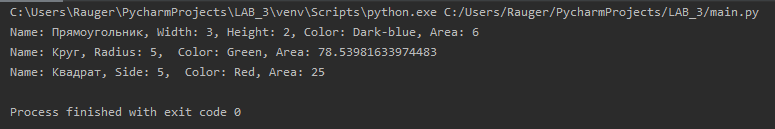 C:\Users\Rauger\PycharmProjects\LAB_3\venv\Scripts\python.exe C:/Users/Rauger/PycharmProjects/LAB_3/main.py
Name: Прямоугольник, Width: 3, Height: 2, Color: Dark-blue, Area: 6
Name: Круг, Radius: 5,  Color: Green, Area: 78.53981633974483
Name: Квадрат, Side: 5,  Color: Red, Area: 25
Process finished with exit code 0